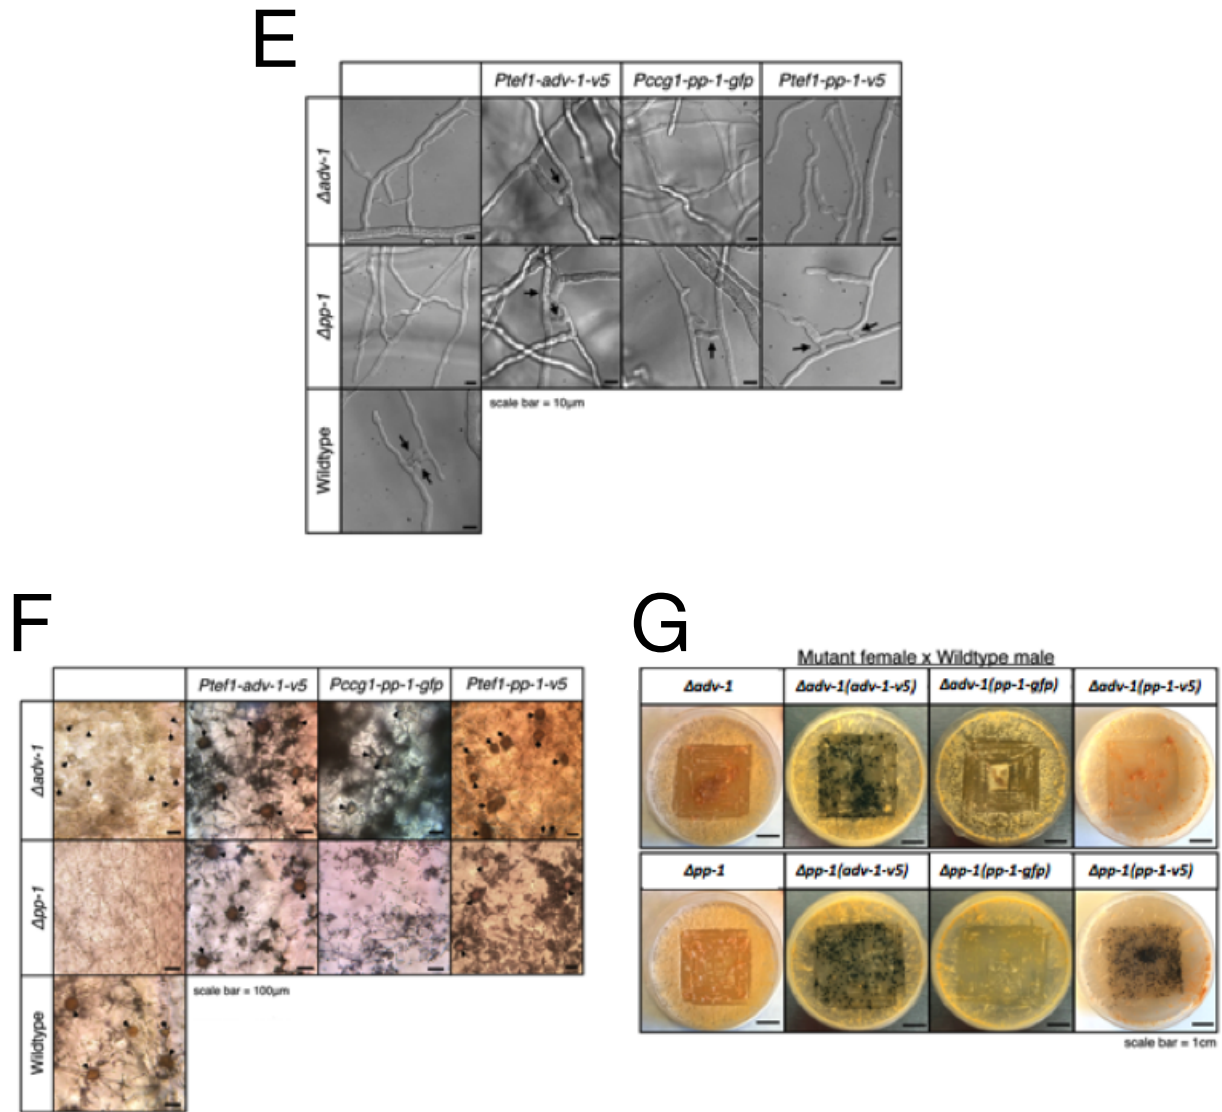 E
Ptef1-adv-1-v5 Pccg1-pp-1-gfp Ptef1-pp-1-v5
Δadv-1
Δpp-1
scale bar = 10µm
Wildtype
F
Ptef1-adv-1-v5 Pccg1-pp-1-gfp Ptef1-pp-1-v5
Δadv-1
Δpp-1
scale bar = 100µm
Wildtype
G
Mutant female x Wildtype male
Δadv-1 Δadv-1(adv-1-v5) Δadv-1(pp-1-gfp) Δadv-1(pp-1-v5)
Δpp-1 Δpp-1(adv-1-v5) Δpp-1(pp-1-gfp) Δpp-1(pp-1-v5)
scale bar = 1cm